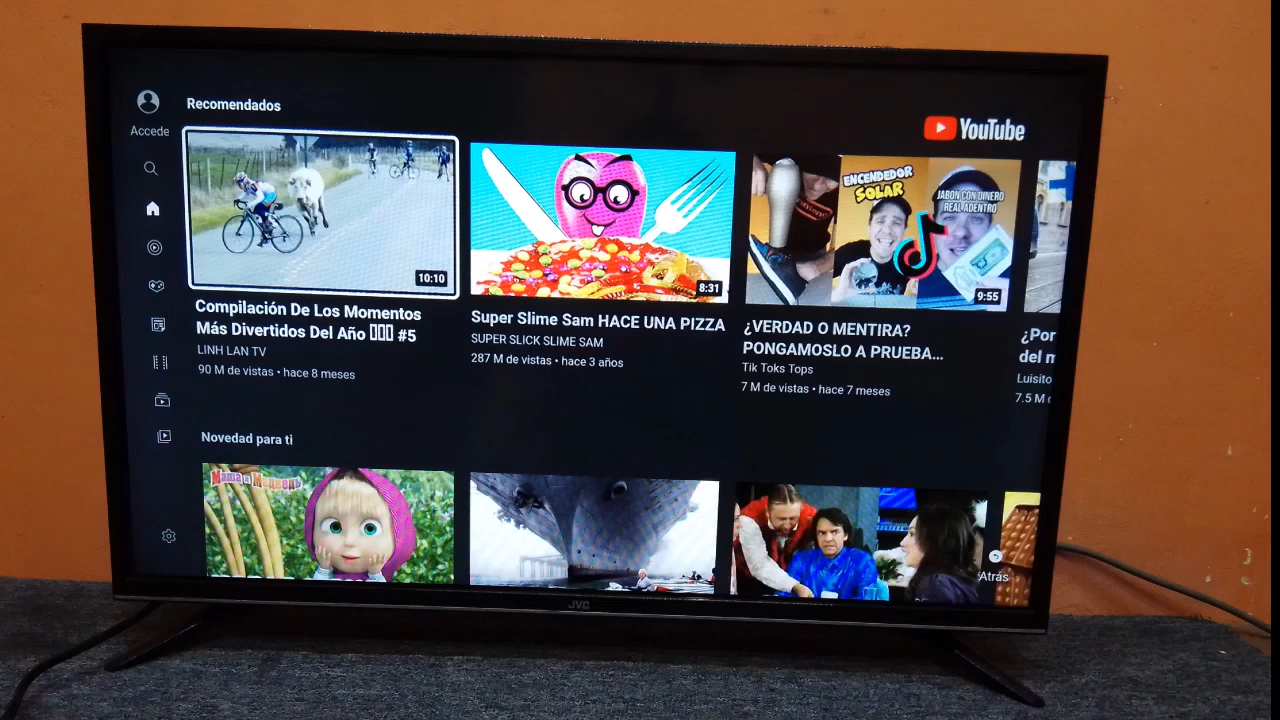 Recomendados
YouTube
Accede
10:10
8:31
ENCENDEDOR
SOLAR
JABON CON DINERO
REAL ADENTRO
9:55
Compilación De Los Momentos
Más Divertidos Del Año #5
LINH LAN TV
90 M de vistas • hace 8 meses
Super Slime Sam HACE UNA PIZZA
SUPER SLICK SLIME SAM
287 M de vistas • hace 3 años
¿VERDAD O MENTIRA?
PONGAMOSLO A PRUEBA...
Tik Toks Tops
7 M de vistas • hace 7 meses
¿Por
del m
Luisito
7.5 M
Novedad para ti
Маша и Медведь
Atrás
JVC